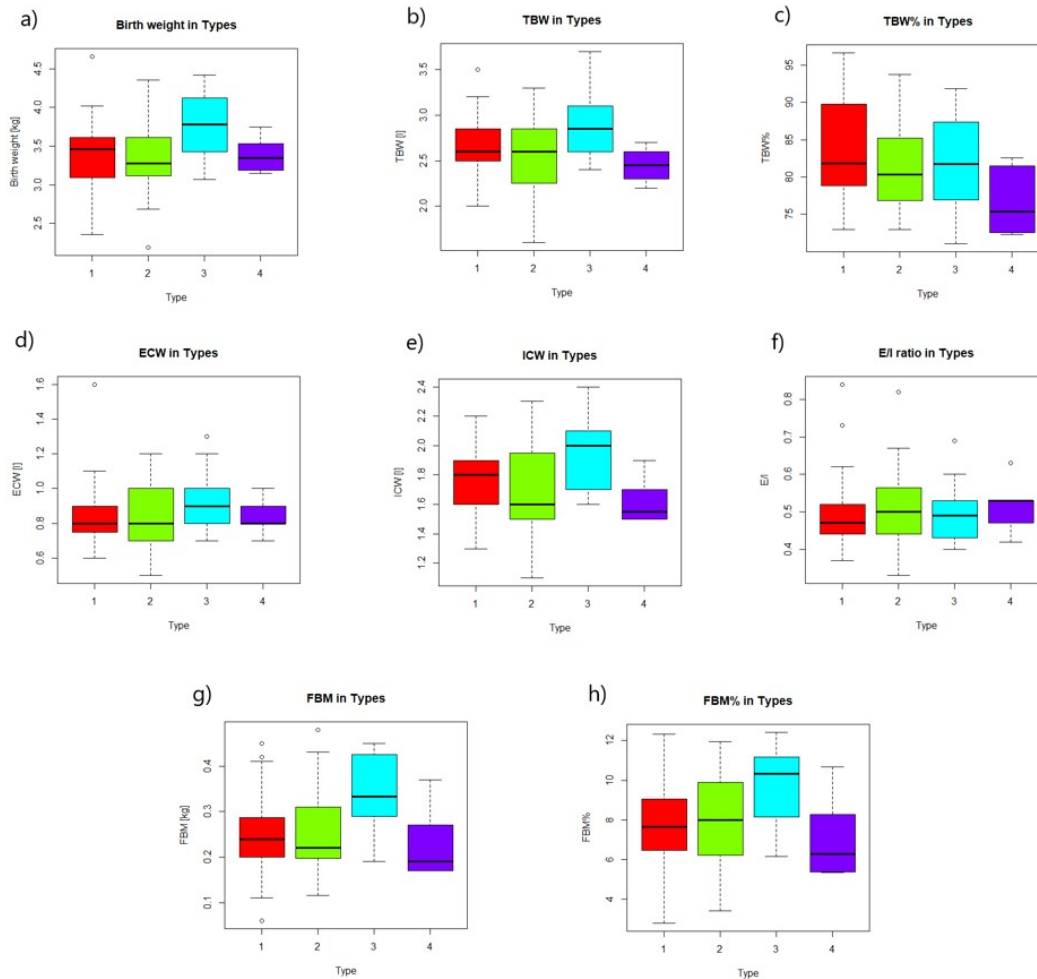 a)
Birth weight in Types
Birth weight [kg]
4.5
4.0
3.5
3.0
2.5
1 2 3 4
Type
b)
TBW in Types
TBW [l]
3.5
3.0
2.5
2.0
1 2 3 4
Type
c)
TBW% in Types
TBW%
95
90
85
80
75
1 2 3 4
Type
d)
ECW in Types
ECW [l]
1.6
1.4
1.2
1.0
0.8
0.6
1 2 3 4
Type
e)
ICW in Types
ICW [l]
2.4
2.2
2.0
1.8
1.6
1.4
1.2
1 2 3 4
Type
f)
E/I ratio in Types
E/I
0.8
0.7
0.6
0.5
0.4
1 2 3 4
Type
g)
FBM in Types
FBM [kg]
0.4
0.3
0.2
0.1
1 2 3 4
Type
h)
FBM% in Types
FBM%
12
10
8
6
4
1 2 3 4
Type